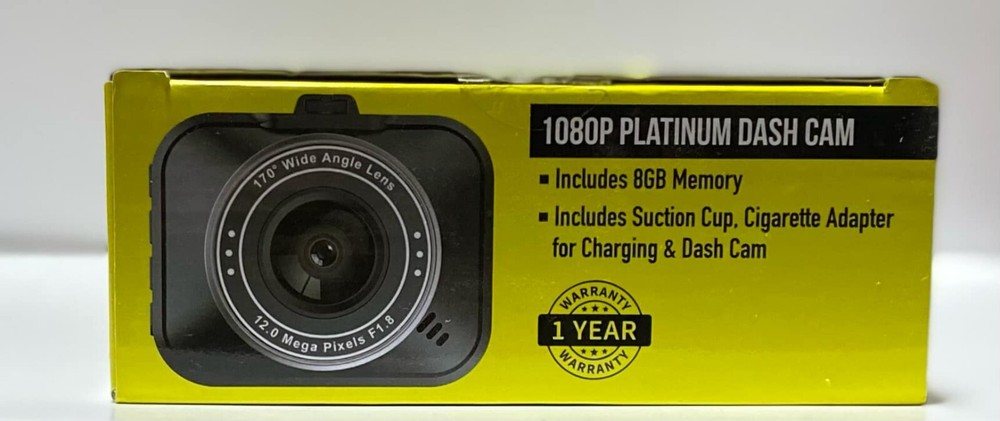 170° Wide Angle Lens
12.0 Mega Pixels F1.8
1080P PLATINUM DASH CAM
▪ Includes 8GB Memory
▪ Includes Suction Cup, Cigarette Adapter
for Charging & Dash Cam
WARRANTY
1 YEAR
WARRANTY